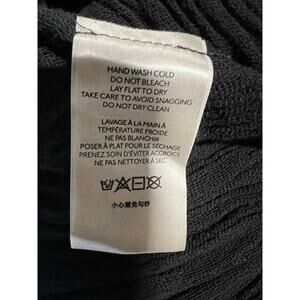 HAND WASH COLD
DO NOT BLEACH
LAY FLAT TO DRY
TAKE CARE TO AVOID SNAGGING
DO NOT DRY CLEAN
LAVAGE À LA MAIN À
TEMPÉRATURE FROIDE
NE PAS BLANCHIR
POSER À PLAT POUR LE SÉCHAGE
PRENEZ SOIN D'ÉVITER ACCROCS
NE PAS NETTOYER À SEC
小心避免勾纱